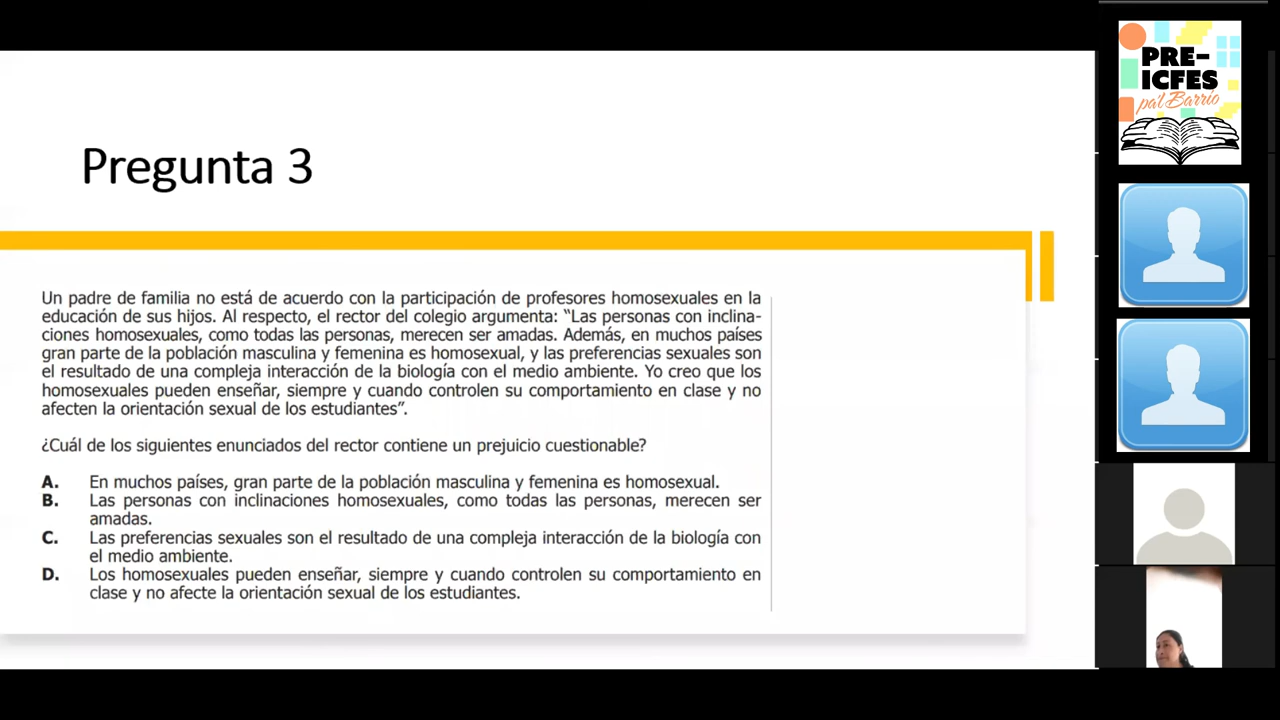 Pregunta 3
Un padre de familia no está de acuerdo con la participación de profesores homosexuales en la
educación de sus hijos. Al respecto, el rector del colegio argumenta: “Las personas con inclina-
ciones homosexuales, como todas las personas, merecen ser amadas. Además, en muchos países
gran parte de la población masculina y femenina es homosexual, y las preferencias sexuales son
el resultado de una compleja interacción de la biología con el medio ambiente. Yo creo que los
homosexuales pueden enseñar, siempre y cuando controlen su comportamiento en clase y no
afecten la orientación sexual de los estudiantes”.
¿Cuál de los siguientes enunciados del rector contiene un prejuicio cuestionable?
A. En muchos países, gran parte de la población masculina y femenina es homosexual.
B. Las personas con inclinaciones homosexuales, como todas las personas, merecen ser
amadas.
C. Las preferencias sexuales son el resultado de una compleja interacción de la biología con
el medio ambiente.
D. Los homosexuales pueden enseñar, siempre y cuando controlen su comportamiento en
clase y no afecte la orientación sexual de los estudiantes.
PRE-
ICFES
pa'l Barrio